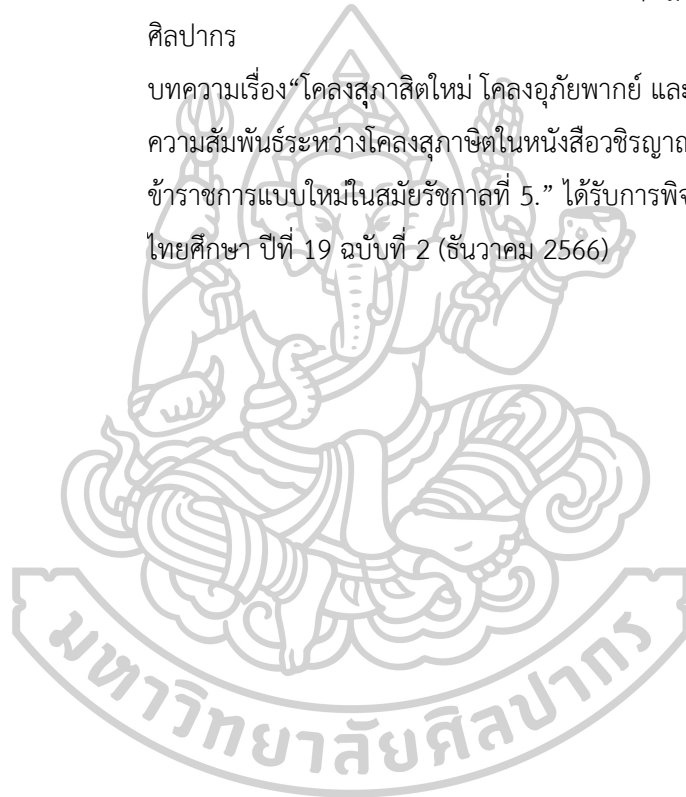 ศิลปากร
บทความเรื่อง“โคลงสุภาสิตใหม่ โคลงอุภัยพากย์ และ
ความสัมพันธ์ระหว่างโคลงสุภาษิตในหนังสือวชิรญาณ
ข้าราชการแบบใหม่ในสมัยรัชกาลที่ 5.” ได้รับการพิจ
ไทยศึกษา ปีที่ 19 ฉบับที่ 2 (ธันวาคม 2566)
มหาวิทยาลัยศิลปากร